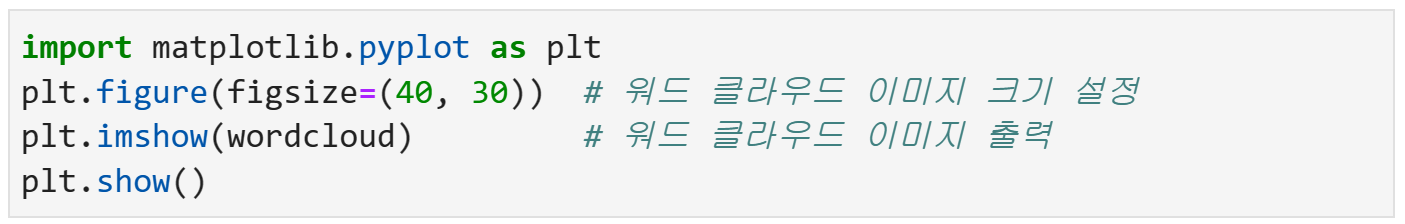 import matplotlib.pyplot as plt
plt.figure(figsize=(40, 30))  # 워드 클라우드 이미지 크기 설정
plt.imshow(wordcloud)         # 워드 클라우드 이미지 출력
plt.show()